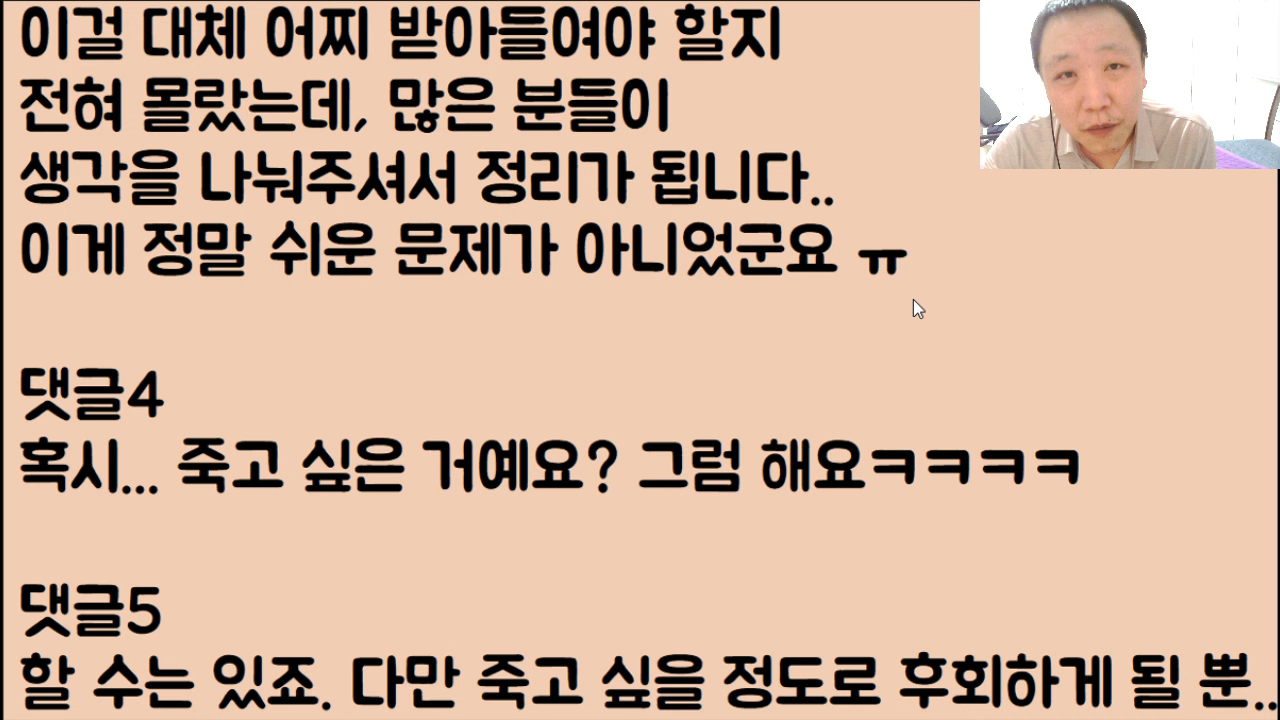 이걸 대체 어찌 받아들여야 할지
전혀 몰랐는데, 많은 분들이
생각을 나눠주셔서 정리가 됩니다..
이게 정말 쉬운 문제가 아니었군요 ㅠ
댓글4
혹시... 죽고 싶은 거예요? 그럼 해요ㅋㅋㅋㅋ
댓글5
할 수는 있죠. 다만 죽고 싶을 정도로 후회하게 될 뿐..